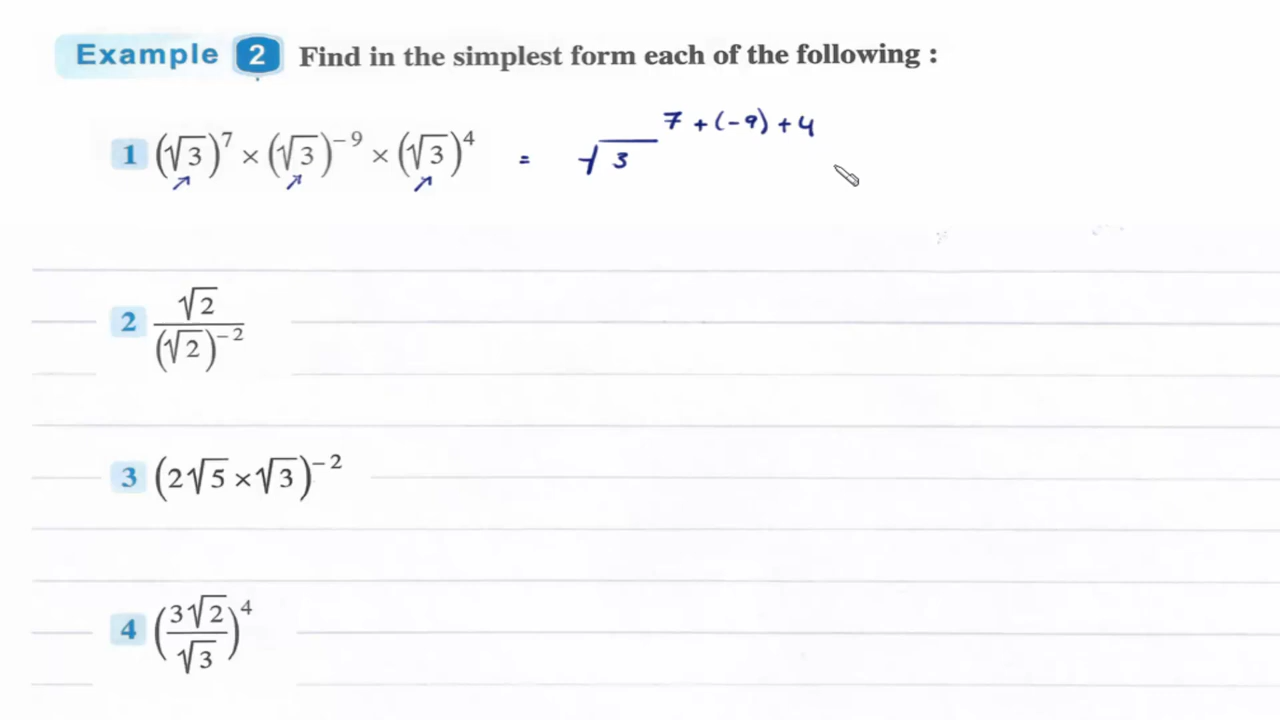 Example 2 Find in the simplest form each of the following :
1 (√3)⁷ × (√3)⁻⁹ × (√3)⁴ = √3 ⁷ ⁺ ⁽⁻⁹⁾ ⁺ ⁴
2 √2 / (√2)⁻²
3 (2√5 × √3)⁻²
4 (3√2 / √3)⁴